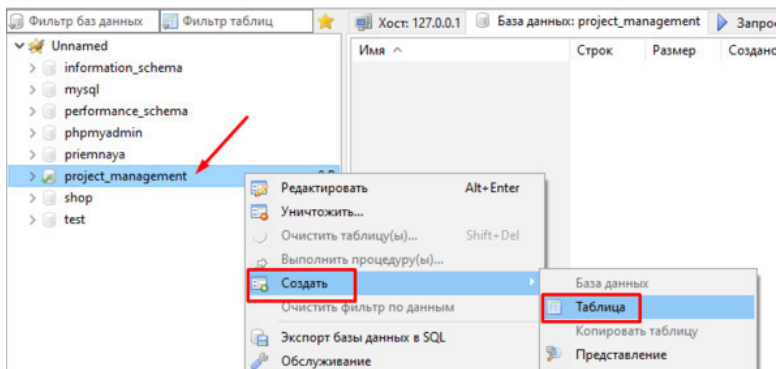 Фильтр баз данных
Фильтр таблиц
Хост: 127.0.0.1
База данных: project_management
Запрос
Unnamed
Имя
Строк
Размер
Создано
information_schema
mysql
performance_schema
phpmyadmin
priemnaya
project_management
shop
test
Редактировать Alt+Enter
Уничтожить...
Очистить таблицу(ы)... Shift+Del
Выполнить процедуру(ы)...
Создать
База данных
Очистить фильтр по данным
Таблица
Копировать таблицу
Экспорт базы данных в SQL
Представление
Обслуживание